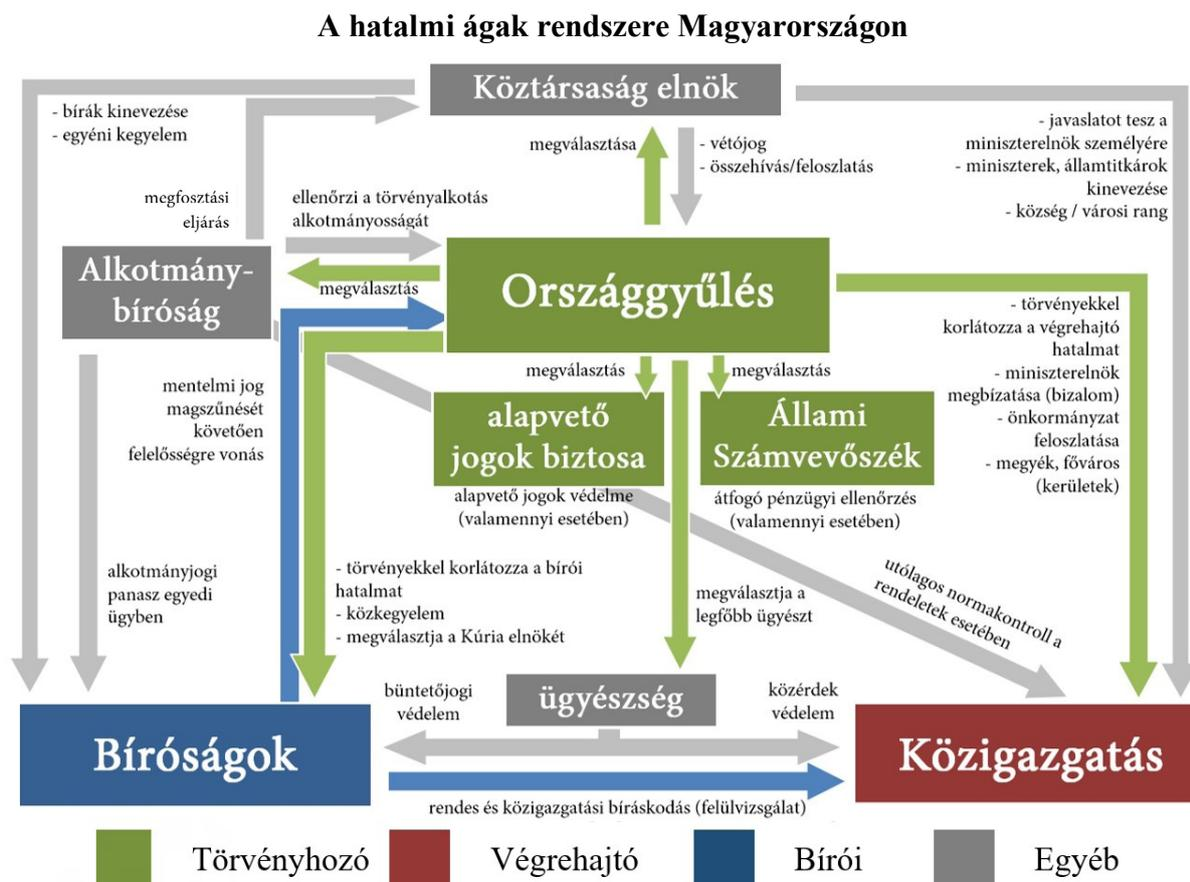 A hatalmi ágak rendszere Magyarországon
Köztársaság elnök
- bírák kinevezése
- egyéni kegyelem
megválasztása
- vétójog
- összehívás/feloszlatás
- javaslatot tesz a
miniszterelnök személyére
- miniszterek, államtitkárok
kinevezése
- község / városi rang
megfosztási
eljárás
ellenőrzi a törvényalkotás
alkotmányosságát
Alkotmány-
bíróság
megválasztás
Országgyűlés
- törvényekkel
korlátozza a végrehajtó
hatalmat
- miniszterelnök
megbízatása (bizalom)
- önkormányzat
feloszlatása
- megyék, főváros
(kerületek)
mentelmi jog
magszűnését
követően
felelősségre vonás
megválasztás
megválasztás
alapvető
jogok biztosa
alapvető jogok védelme
(valamennyi esetében)
Állami
Számvevőszék
átfogó pénzügyi ellenőrzés
(valamennyi esetében)
alkotmányjogi
panasz egyedi
ügyben
- törvényekkel korlátozza a bírói
hatalmat
- közkegyelem
- megválasztja a Kúria elnökét
megválasztja a
legfőbb ügyészt
utólagos normakontroll a
rendeletek esetében
büntetőjogi
védelem
ügyészség
közérdek
védelem
Bíróságok
Közigazgatás
rendes és közigazgatási bíráskodás (felülvizsgálat)
Törvényhozó
Végrehajtó
Bírói
Egyéb